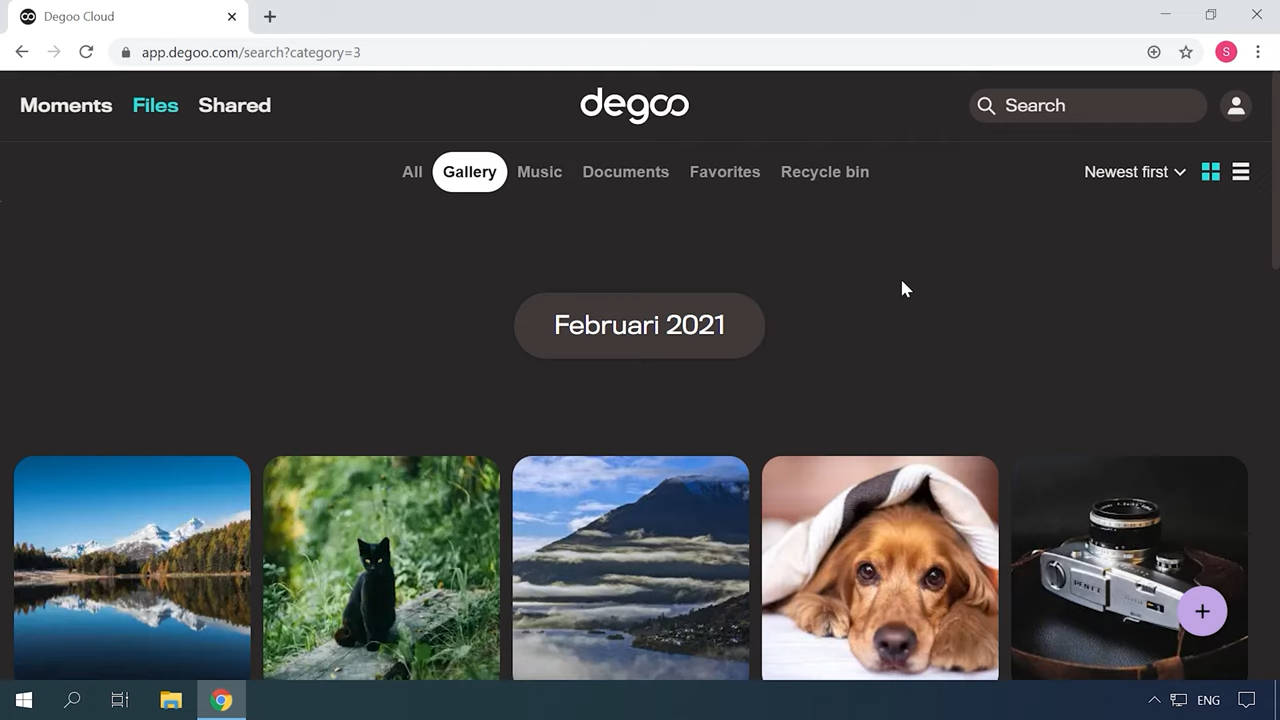 Degoo Cloud
app.degoo.com/search?category=3
S
Moments Files Shared
degoo
Search
All Gallery Music Documents Favorites Recycle bin
Newest first
Februari 2021
PENTE
ENG